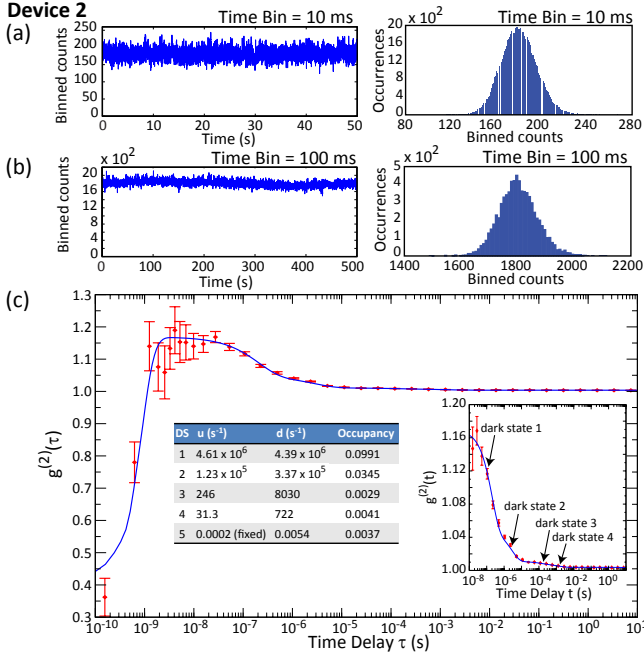 Device 2
(a)
Time Bin = 10 ms
Binned counts
250
200
150
100
50
0
0 10 20 30 40 50
Time (s)
x 10²
Time Bin = 10 ms
Occurrences
20
16
12
8
4
0
80 120 160 200 240 280
Binned counts
(b)
x 10²
Time Bin = 100 ms
Binned counts
20
16
12
8
4
0
0 100 200 300 400 500
Time (s)
x 10²
Time Bin = 100 ms
Occurrences
5
4
3
2
1
0
1400 1600 1800 2000 2200
Binned counts
(c)
g⁽²⁾(τ)
1.3
1.2
1.1
1.0
0.9
0.8
0.7
0.6
0.5
0.4
0.3
10⁻¹⁰ 10⁻⁹ 10⁻⁸ 10⁻⁷ 10⁻⁶ 10⁻⁵ 10⁻⁴ 10⁻³ 10⁻² 10⁻¹ 10⁰ 10¹
Time Delay τ (s)
DS u (s⁻¹) d (s⁻¹) Occupancy
1 4.61 x 10⁶ 4.39 x 10⁶ 0.0991
2 1.23 x 10⁵ 3.37 x 10⁵ 0.0345
3 246 8030 0.0029
4 31.3 722 0.0041
5 0.0002 (fixed) 0.0054 0.0037
g⁽²⁾(t)
1.20
1.16
1.12
1.08
1.04
1.00
dark state 1
dark state 2
dark state 3
dark state 4
10⁻⁸ 10⁻⁶ 10⁻⁴ 10⁻² 10⁰
Time Delay t (s)